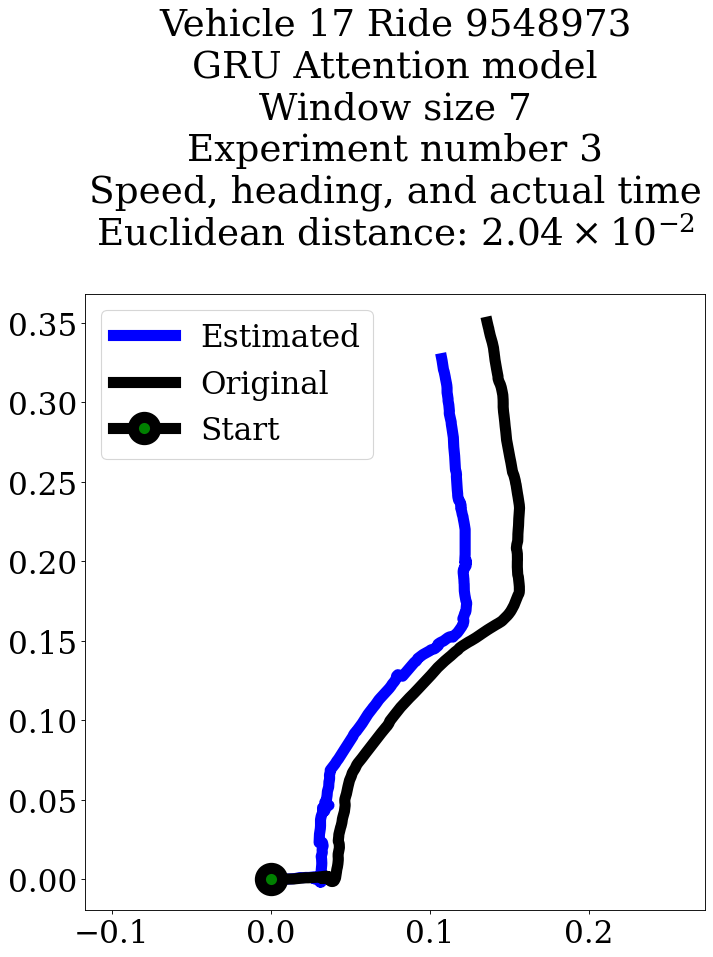 Vehicle 17 Ride 9548973
GRU Attention model
Window size 7
Experiment number 3
Speed, heading, and actual time
Euclidean distance: 2.04 × 10⁻²
Estimated
Original
Start
0.35
0.30
0.25
0.20
0.15
0.10
0.05
0.00
−0.1 0.0 0.1 0.2